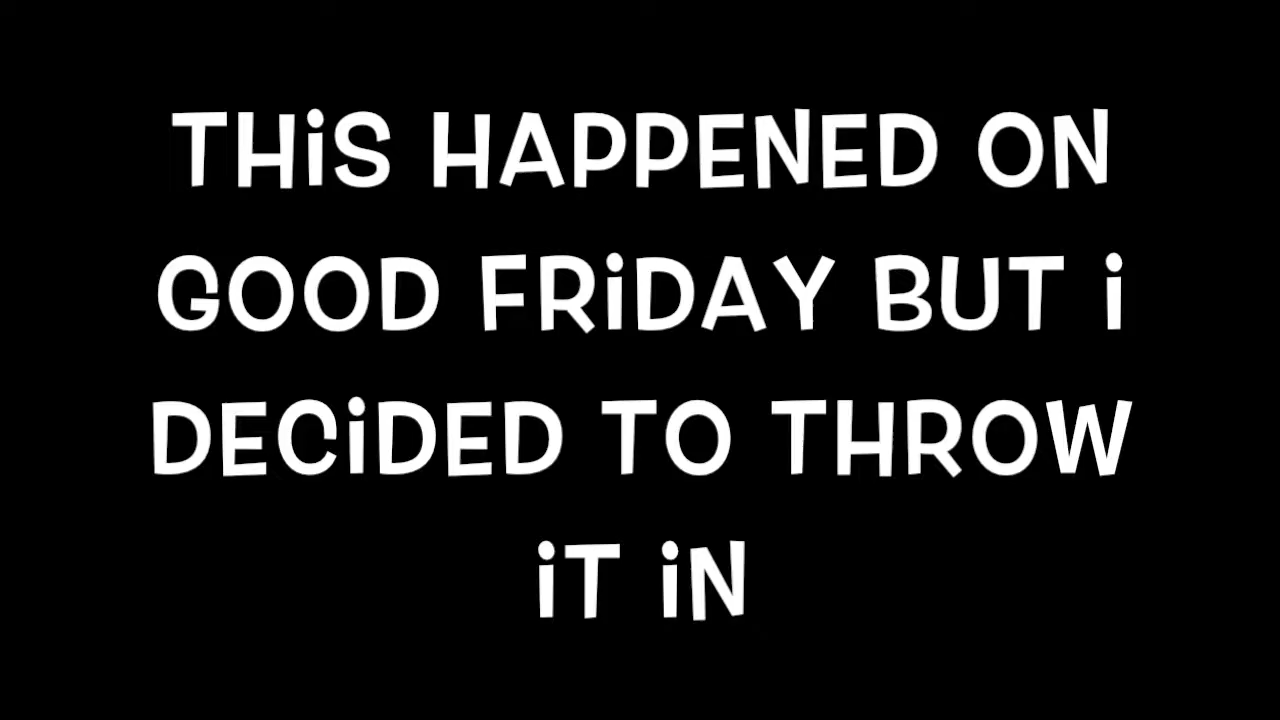 THiS HAPPENED ON
GOOD FRiDAY BUT i
DECiDED TO THROW
iT iN